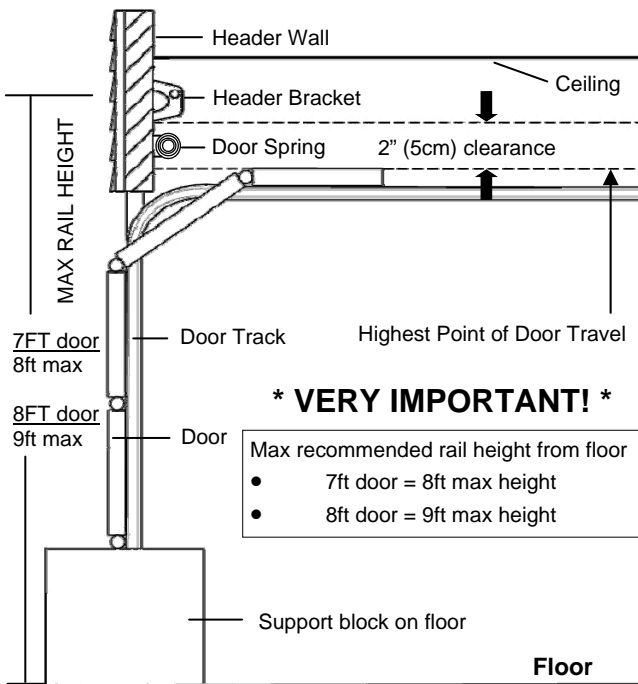 Header Wall
Ceiling
Header Bracket
Door Spring
2” (5cm) clearance
MAX RAIL HEIGHT
7FT door
8ft max
Door Track
Highest Point of Door Travel
* VERY IMPORTANT! *
8FT door
9ft max
Door
Max recommended rail height from floor
● 7ft door = 8ft max height
● 8ft door = 9ft max height
Support block on floor
Floor